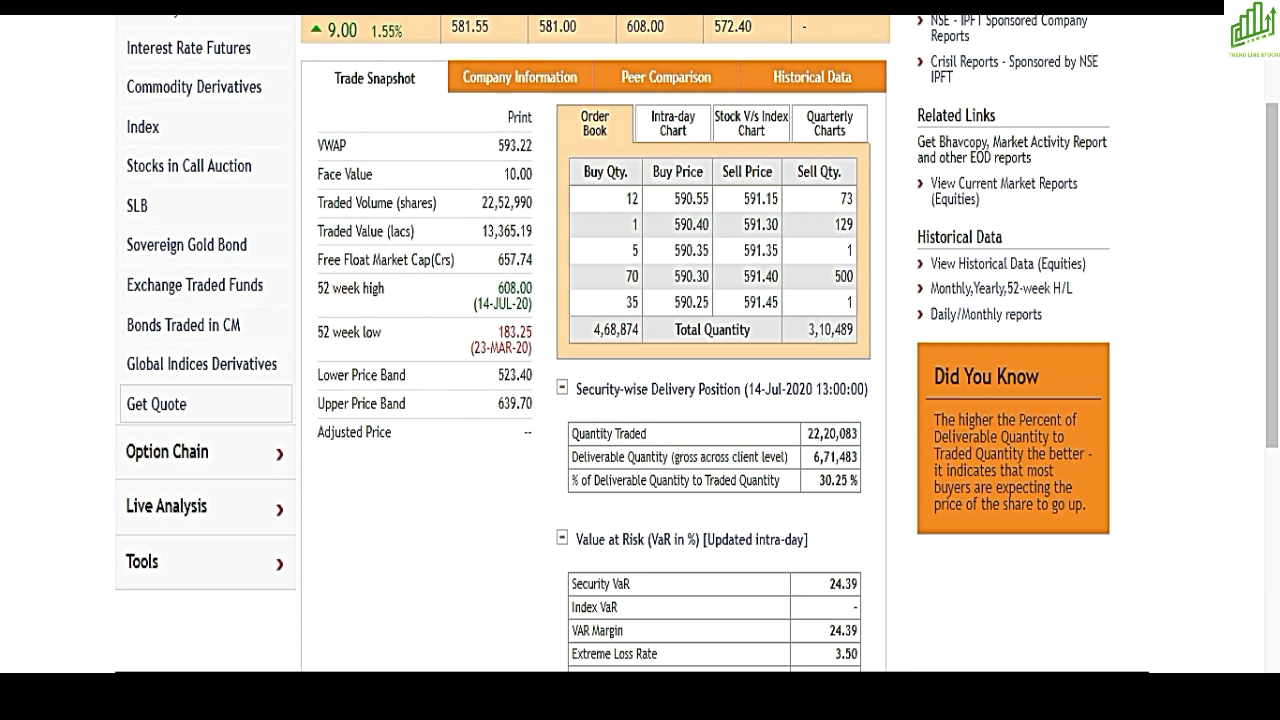 Interest Rate Futures
Commodity Derivatives
Index
Stocks in Call Auction
SLB
Sovereign Gold Bond
Exchange Traded Funds
Bonds Traded in CM
Global Indices Derivatives
Get Quote
Option Chain
Live Analysis
Tools
9.00 1.55% 581.55 581.00 608.00 572.40 -
Trade Snapshot Company Information Peer Comparison Historical Data
Print
VWAP 593.22
Face Value 10.00
Traded Volume (shares) 22,52,990
Traded Value (lacs) 13,365.19
Free Float Market Cap(Crs) 657.74
52 week high 608.00
(14-JUL-20)
52 week low 183.25
(23-MAR-20)
Lower Price Band 523.40
Upper Price Band 639.70
Adjusted Price --
Order Book
Intra-day Chart
Stock V/s Index Chart
Quarterly Charts
Buy Qty. Buy Price Sell Price Sell Qty.
12 590.55 591.15 73
1 590.40 591.30 129
5 590.35 591.35 1
70 590.30 591.40 500
35 590.25 591.45 1
4,68,874 Total Quantity 3,10,489
Security-wise Delivery Position (14-Jul-2020 13:00:00)
Quantity Traded 22,20,083
Deliverable Quantity (gross across client level) 6,71,483
% of Deliverable Quantity to Traded Quantity 30.25 %
Value at Risk (VaR in %) [Updated intra-day]
Security VaR 24.39
Index VaR -
VAR Margin 24.39
Extreme Loss Rate 3.50
NSE - IPFT Sponsored Company
Reports
Crisil Reports - Sponsored by NSE
IPFT
Related Links
Get Bhavcopy, Market Activity Report
and other EOD reports
View Current Market Reports
(Equities)
Historical Data
View Historical Data (Equities)
Monthly,Yearly,52-week H/L
Daily/Monthly reports
Did You Know
The higher the Percent of
Deliverable Quantity to
Traded Quantity the better -
it indicates that most
buyers are expecting the
price of the share to go up.
TREND LINE STOCK